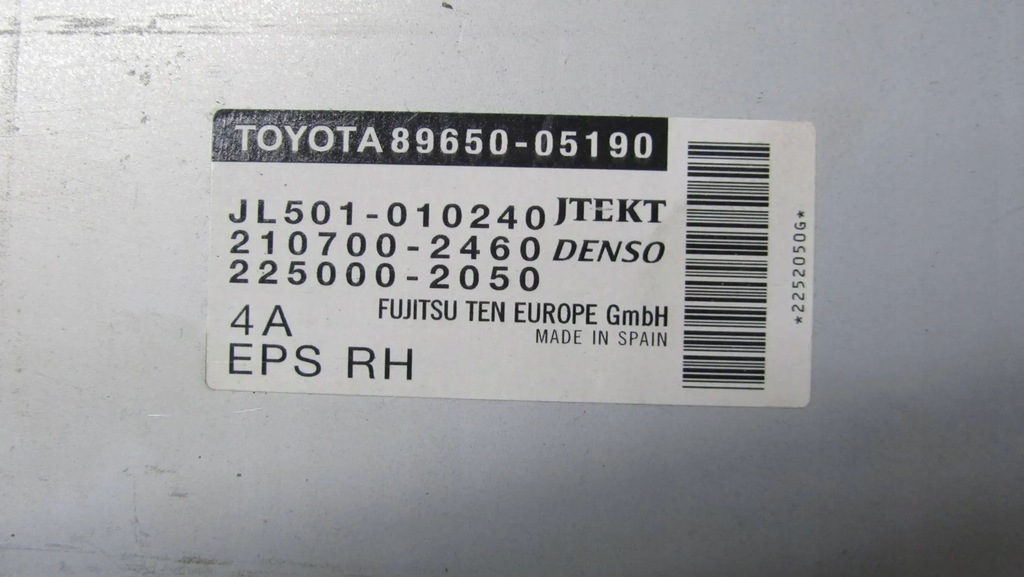 TOYOTA 89650-05190
JL501-010240 JTEKT
210700-2460 DENSO
225000-2050
FUJITSU TEN EUROPE GmbH
4A
MADE IN SPAIN
EPS RH
*2252050G*